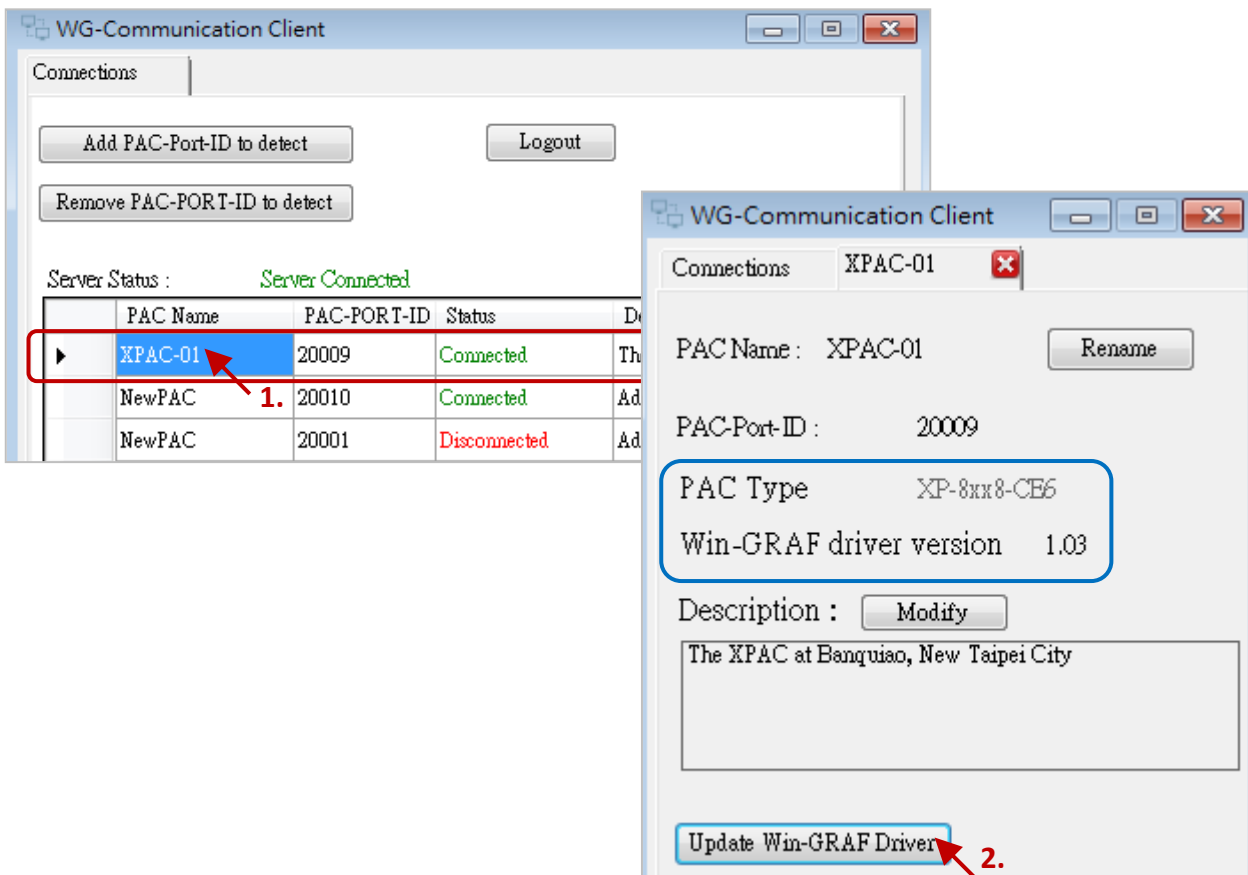 WG-Communication Client
Connections
Add PAC-Port-ID to detect
Logout
Remove PAC-PORT-ID to detect
Server Status :
Server Connected
PAC Name
PAC-PORT-ID
Status
XPAC-01
20009
Connected
Th
1.
NewPAC
20010
Connected
Ad
NewPAC
20001
Disconnected
Ad
WG-Communication Client
Connections
XPAC-01
PAC Name :
XPAC-01
Rename
PAC-Port-ID :
20009
PAC Type
XP-8xx8-CE6
Win-GRAF driver version
1.03
Description :
Modify
The XPAC at Banquiao, New Taipei City
Update Win-GRAF Driver
2.